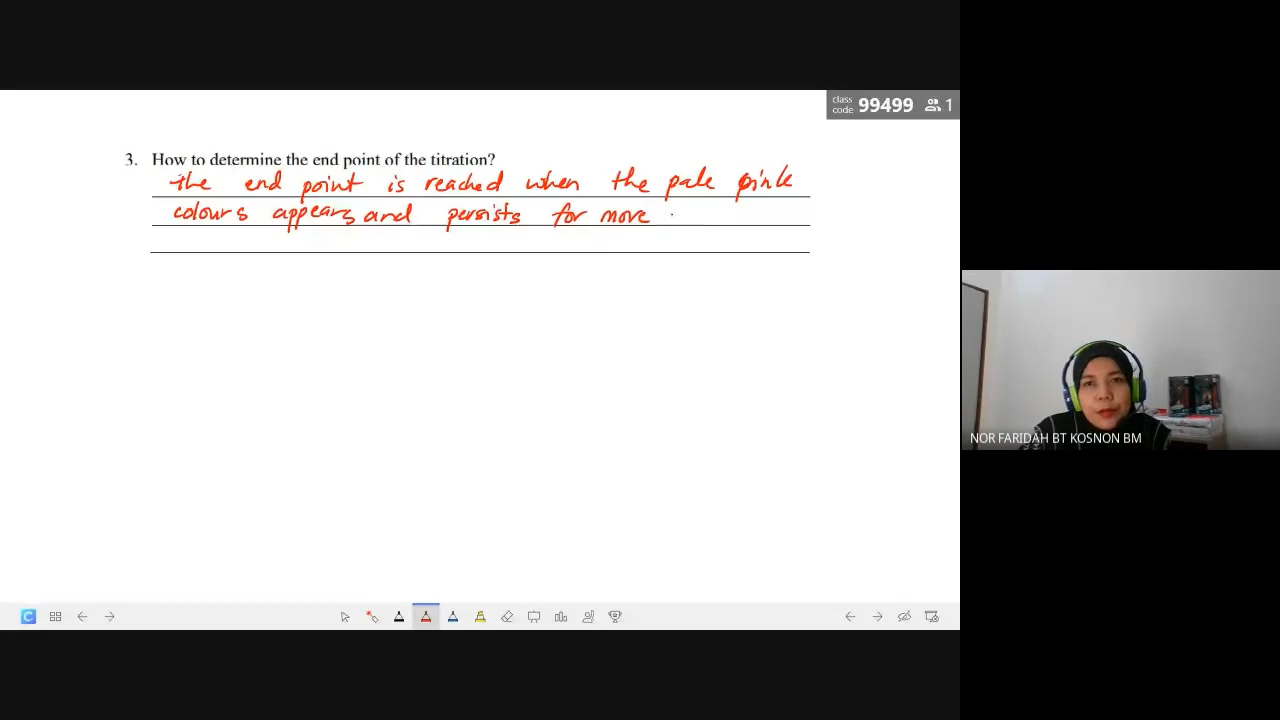 class code 99499 1
3. How to determine the end point of the titration?
the end point is reached when the pale pink
colours appears and persists for more
NOR FARIDAH BT KOSNON BM